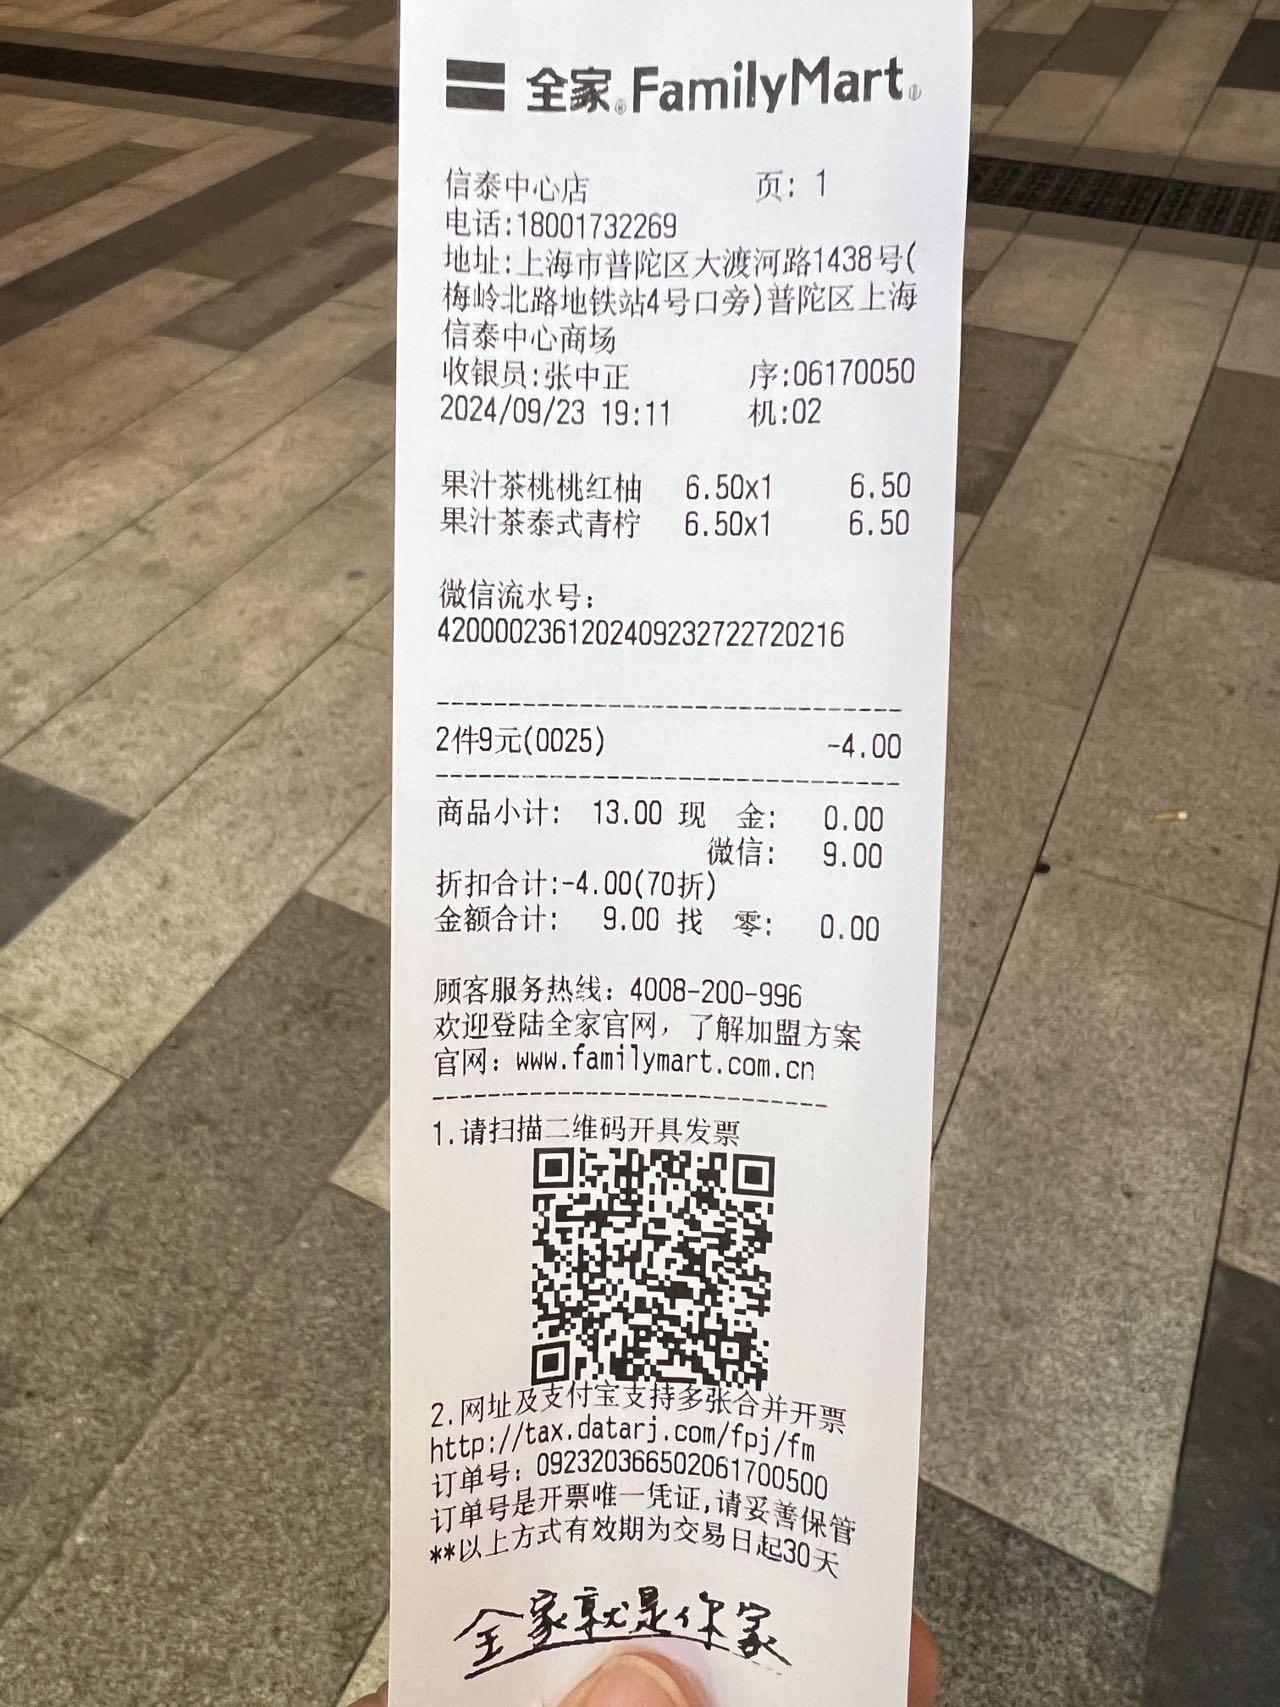 全家®FamilyMart®
信泰中心店 页: 1
电话:18001732269
地址:上海市普陀区大渡河路1438号(
梅岭北路地铁站4号口旁)普陀区上海
信泰中心商场
收银员:张中正 序:06170050
2024/09/23 19:11 机:02
果汁茶桃桃红柚 6.50x1 6.50
果汁茶泰式青柠 6.50x1 6.50
微信流水号:
4200002361202409232722720216
--------------------------------
2件9元(0025) -4.00
--------------------------------
商品小计: 13.00 现 金: 0.00
微信: 9.00
折扣合计:-4.00(70折)
金额合计: 9.00 找 零: 0.00
顾客服务热线: 4008-200-996
欢迎登陆全家官网, 了解加盟方案
官网: www.familymart.com.cn
----------------------------
1.请扫描二维码开具发票
2.网址及支付宝支持多张合并开票
http://tax.datarj.com/fpj/fm
订单号: 092320366502061700500
订单号是开票唯一凭证,请妥善保管
**以上方式有效期为交易日起30天
全家就是你家